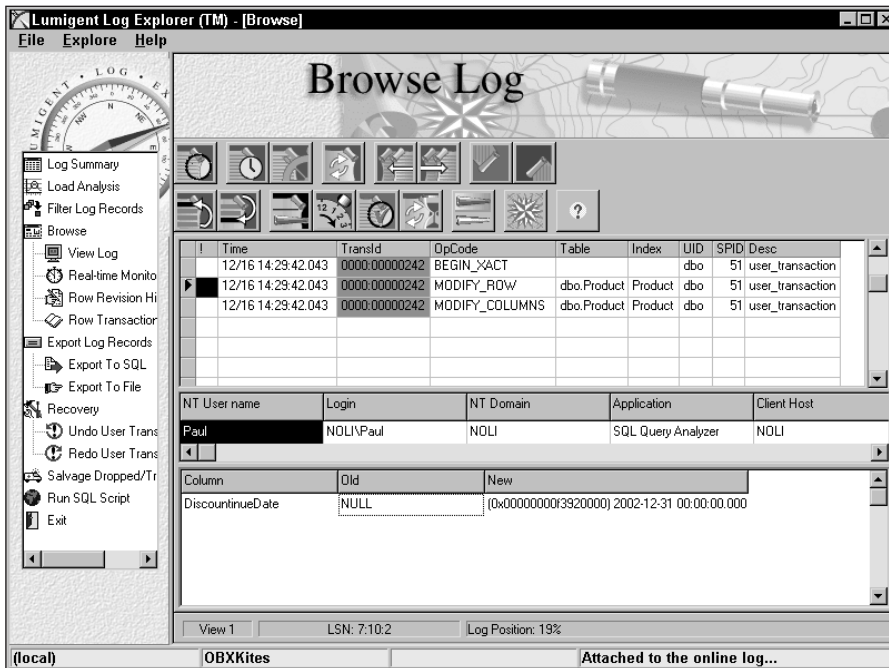 Lumigent Log Explorer (TM) - [Browse]
File Explore Help
LUMIGENT LOG EX
Browse Log
Log Summary
Load Analysis
Filter Log Records
Browse
View Log
Real-time Monito
Row Revision Hi
Row Transaction
Export Log Records
Export To SQL
Export To File
Recovery
Undo User Trans
Redo User Trans
Salvage Dropped/Tr
Run SQL Script
Exit
! Time TransId OpCode Table Index UID SPID Desc
12/16 14:29:42.043 0000:00000242 BEGIN_XACT dbo 51 user_transaction
12/16 14:29:42.043 0000:00000242 MODIFY_ROW dbo.Product Product dbo 51 user_transaction
12/16 14:29:42.043 0000:00000242 MODIFY_COLUMNS dbo.Product Product dbo 51 user_transaction
NT User name Login NT Domain Application Client Host
Paul NOLI\Paul NOLI SQL Query Analyzer NOLI
Column Old New
DiscountinueDate NULL (0x00000000f3920000) 2002-12-31 00:00:00.000
View 1 LSN: 7:10:2 Log Position: 19%
(local) OBXKites Attached to the online log...